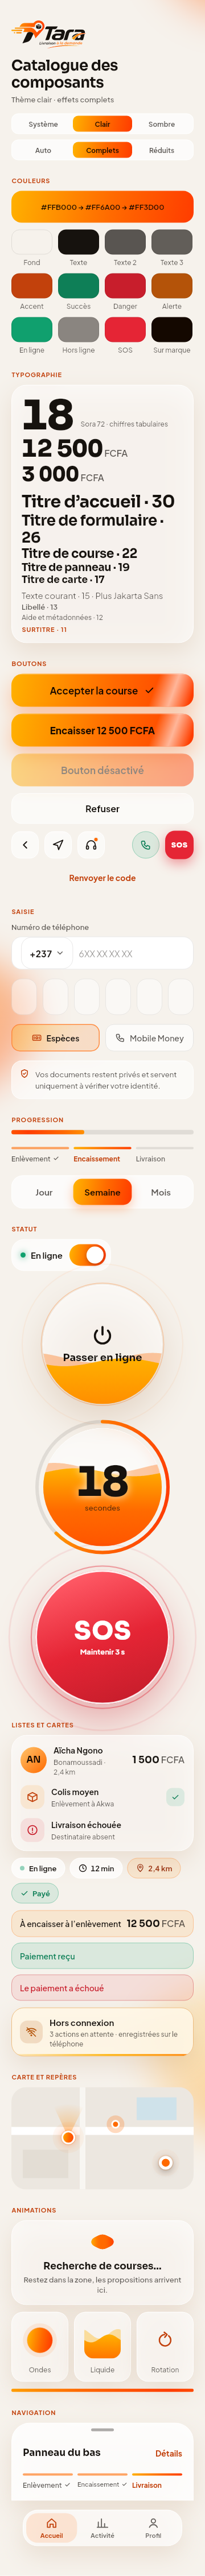 Tara
Catalogue des
composants
Thème clair · effets complets
Système Clair Sombre
Auto Complets Réduits
COULEURS
#FFB000 → #FF6A00 → #FF3D00
Fond Texte Texte 2 Texte 3
Accent Succès Danger Alerte
En ligne Hors ligne SOS Sur marque
TYPOGRAPHIE
18 Sora 72 · chiffres tabulaires
12 500 FCFA
3 000 FCFA
Titre d'accueil · 30
Titre de formulaire ·
26
Titre de course · 22
Titre de panneau · 19
Titre de carte · 17
Texte courant · 15 · Plus Jakarta Sans
Libellé · 13
Aide et métadonnées · 12
SURTITRE · 11
BOUTONS
Accepter la course
Encaisser 12 500 FCFA
Bouton désactivé
Refuser
SOS
Renvoyer le code
SAISIE
Numéro de téléphone
+237 6XX XX XX XX
Espèces Mobile Money
Vos documents restent privés et servent
uniquement à vérifier votre identité.
PROGRESSION
Enlèvement Encaissement Livraison
Jour Semaine Mois
STATUT
En ligne
Passer en ligne
18
secondes
SOS
Maintenir 3 s
LISTES ET CARTES
AN Aïcha Ngono 1 500 FCFA
Bonamoussadi ·
2,4 km
Colis moyen
Enlèvement à Akwa
Livraison échouée
Destinataire absent
En ligne 12 min 2,4 km
Payé
À encaisser à l'enlèvement 12 500 FCFA
Paiement reçu
Le paiement a échoué
Hors connexion
3 actions en attente · enregistrées sur le
téléphone
CARTE ET REPÈRES
ANIMATIONS
Recherche de courses…
Restez dans la zone, les propositions arrivent
ici.
Ondes Liquide Rotation
NAVIGATION
Panneau du bas Détails
Enlèvement Encaissement Livraison
Accueil Activité Profil